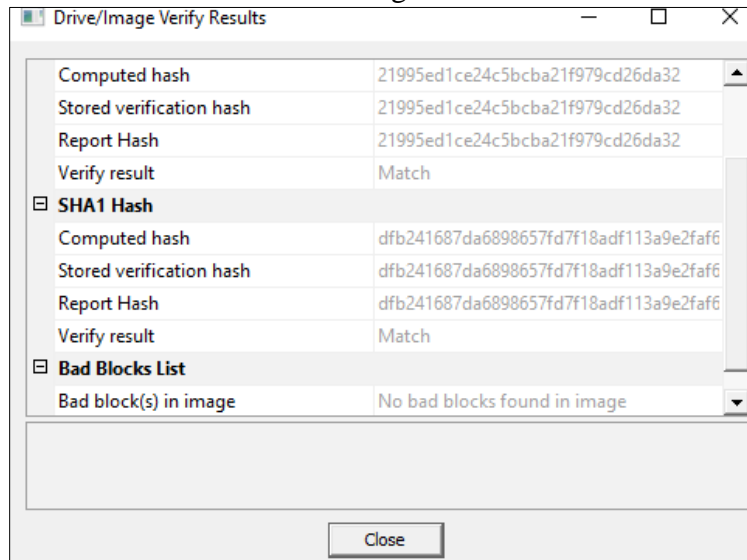 Drive/Image Verify Results
Computed hash 21995ed1ce24c5bcba21f979cd26da32
Stored verification hash 21995ed1ce24c5bcba21f979cd26da32
Report Hash 21995ed1ce24c5bcba21f979cd26da32
Verify result Match
SHA1 Hash
Computed hash dfb241687da6898657fd7f18adf113a9e2faf6
Stored verification hash dfb241687da6898657fd7f18adf113a9e2faf6
Report Hash dfb241687da6898657fd7f18adf113a9e2faf6
Verify result Match
Bad Blocks List
Bad block(s) in image No bad blocks found in image
Close